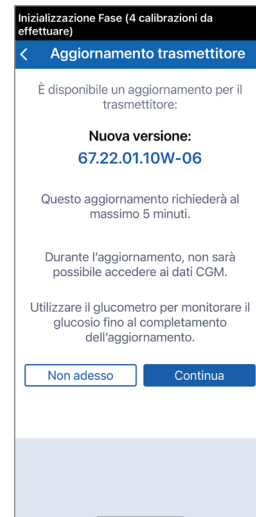 Inizializzazione Fase (4 calibrazioni da
effettuare)
Aggiornamento trasmettitore
È disponibile un aggiornamento per il
trasmettitore:
Nuova versione:
67.22.01.10W-06
Questo aggiornamento richiederà al
massimo 5 minuti.
Durante l'aggiornamento, non sarà
possibile accedere ai dati CGM.
Utilizzare il glucometro per monitorare il
glucosio fino al completamento
dell'aggiornamento.
Non adesso
Continua